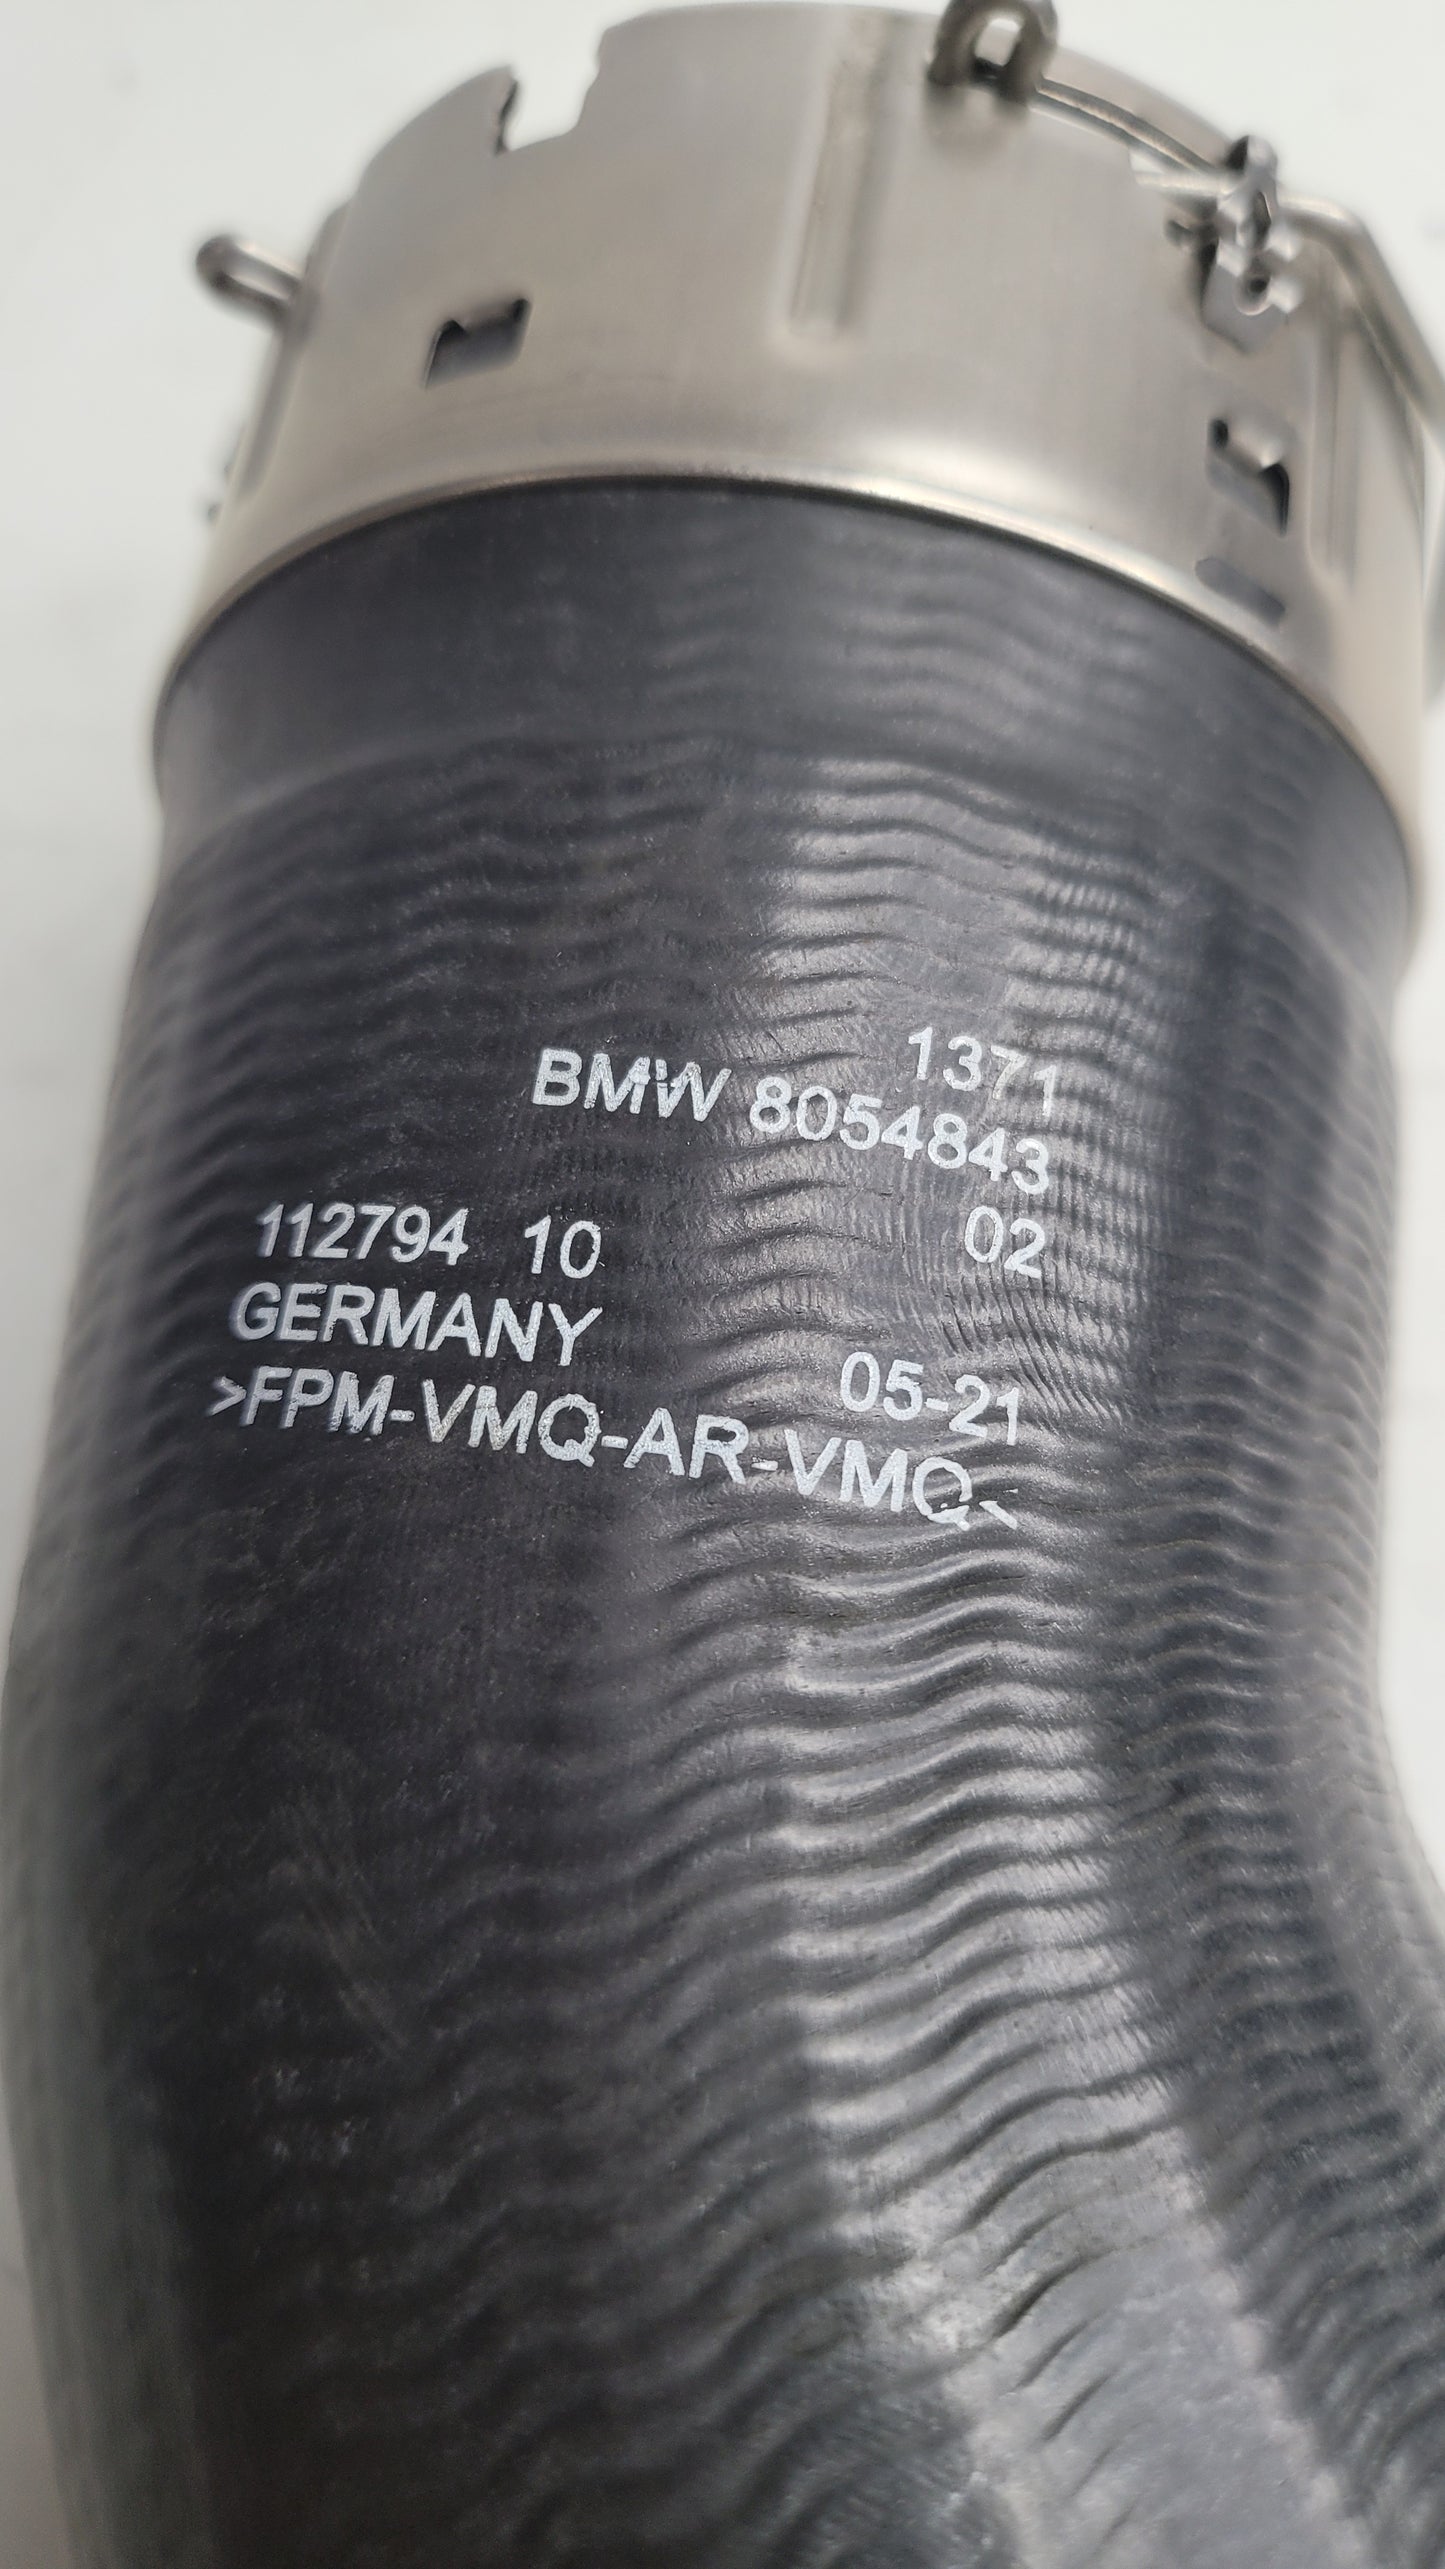 1371
BMW 8054843
02
112794 10
GERMANY
05-21
>FPM-VMQ-AR-VMQ<